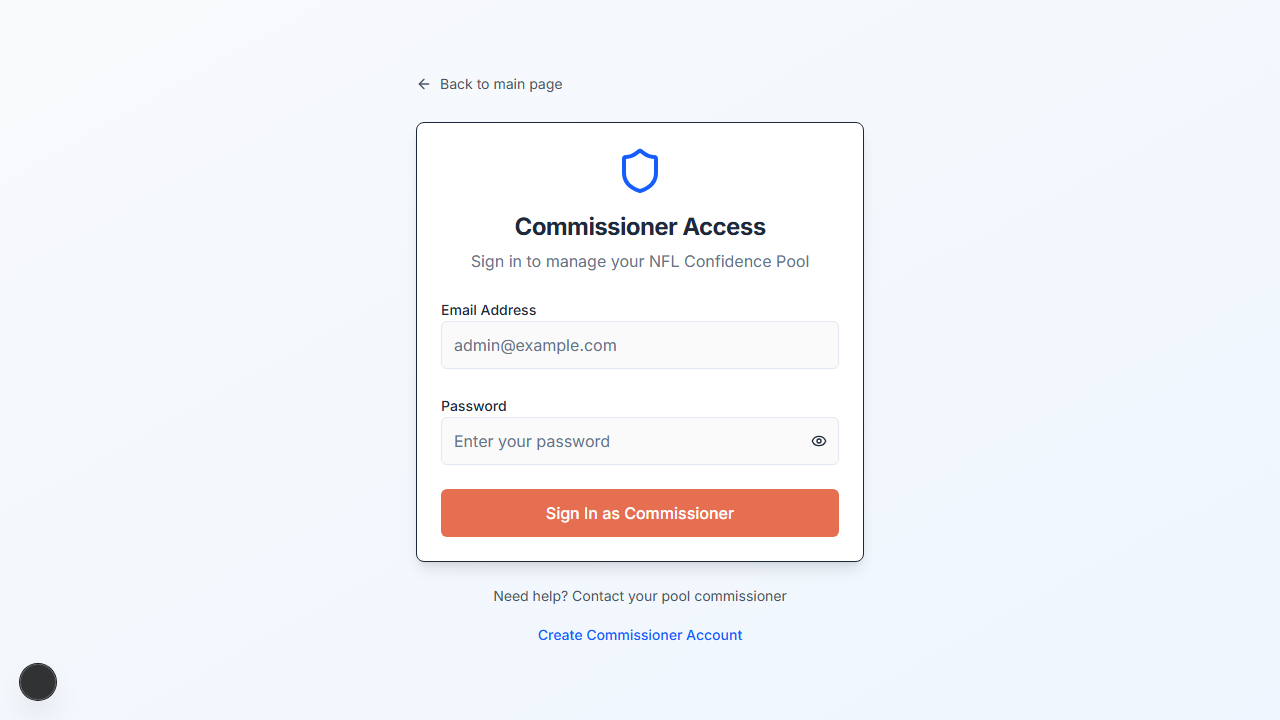 Back to main page
Commissioner Access
Sign in to manage your NFL Confidence Pool
Email Address
admin@example.com
Password
Enter your password
Sign In as Commissioner
Need help? Contact your pool commissioner
Create Commissioner Account